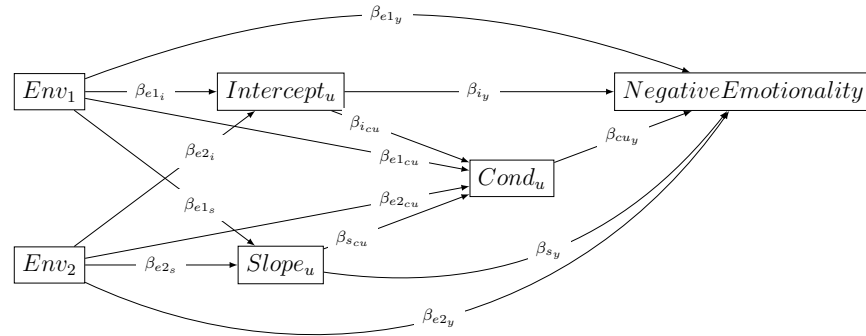 β_{e1_y}
Env_1 β_{e1_i} Intercept_u β_{i_y} NegativeEmotionality
β_{i_{cu}} β_{cu_y}
β_{e2_i} β_{e1_{cu}}
Cond_u
β_{e1_s} β_{e2_{cu}}
β_{s_{cu}} β_{s_y}
Env_2 β_{e2_s} Slope_u
β_{e2_y}